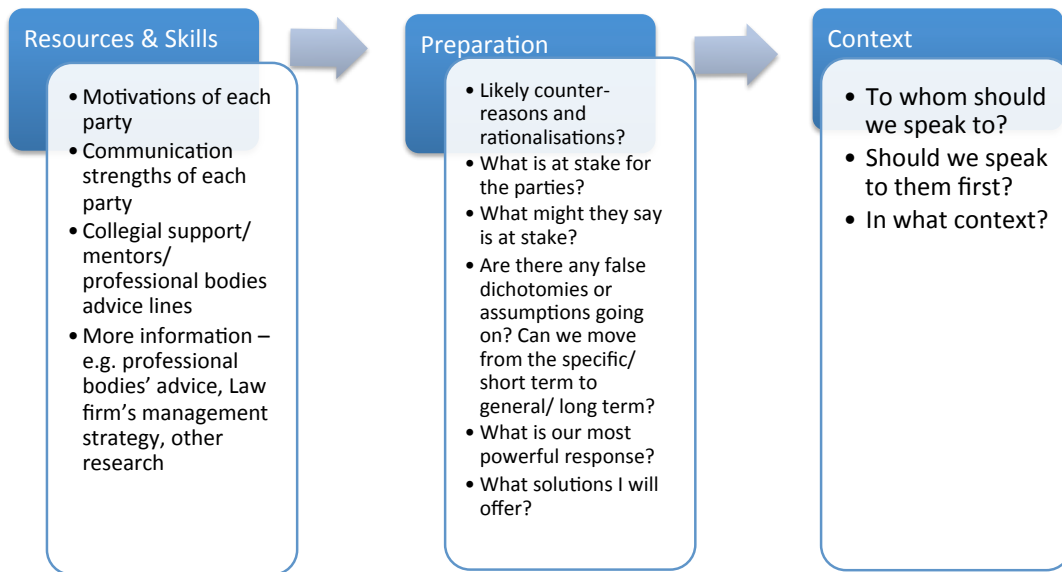 Resources & Skills
• Motivations of each
party
• Communication
strengths of each
party
• Collegial support/
mentors/
professional bodies
advice lines
• More information –
e.g. professional
bodies' advice, Law
firm's management
strategy, other
research
Preparation
• Likely counter-
reasons and
rationalisations?
• What is at stake for
the parties?
• What might they say
is at stake?
• Are there any false
dichotomies or
assumptions going
on? Can we move
from the specific/
short term to
general/ long term?
• What is our most
powerful response?
• What solutions I will
offer?
Context
• To whom should
we speak to?
• Should we speak
to them first?
• In what context?